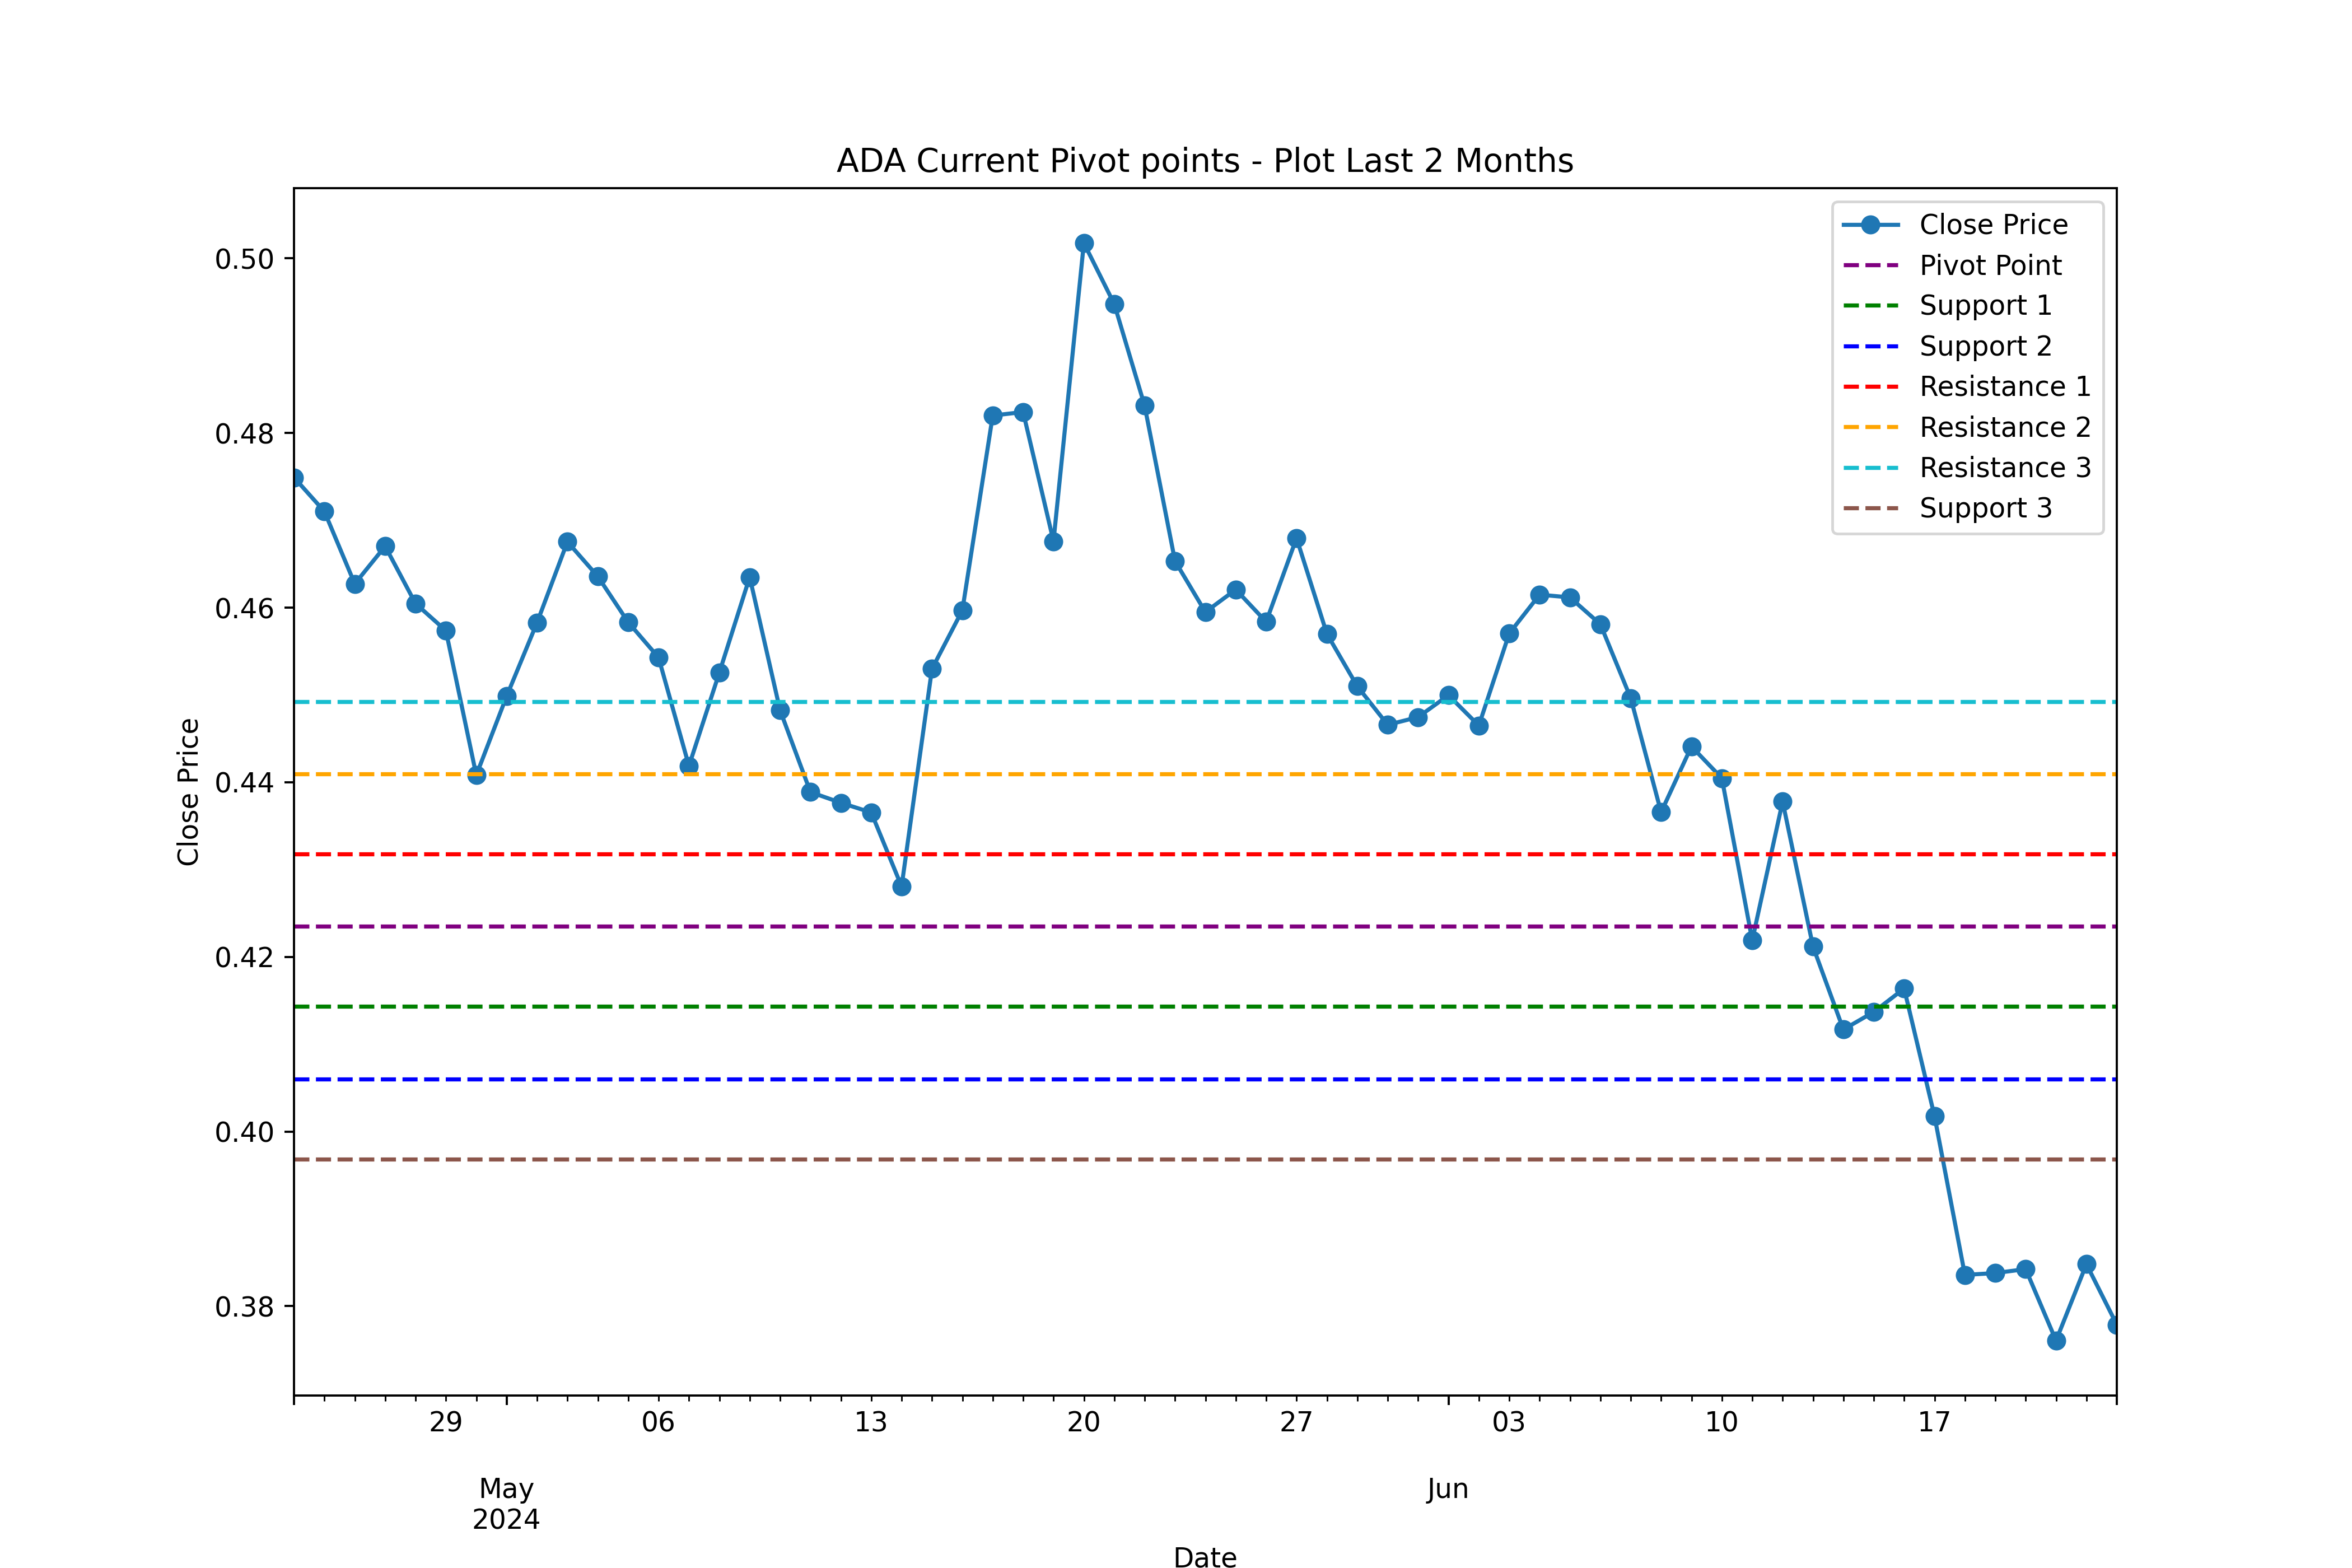 ADA Current Pivot points - Plot Last 2 Months
Close Price
Pivot Point
Support 1
Support 2
Resistance 1
Resistance 2
Resistance 3
Support 3
0.50
0.48
0.46
0.44
0.42
0.40
0.38
Close Price
29 06 13 20 27 03 10 17
May Jun
2024
Date